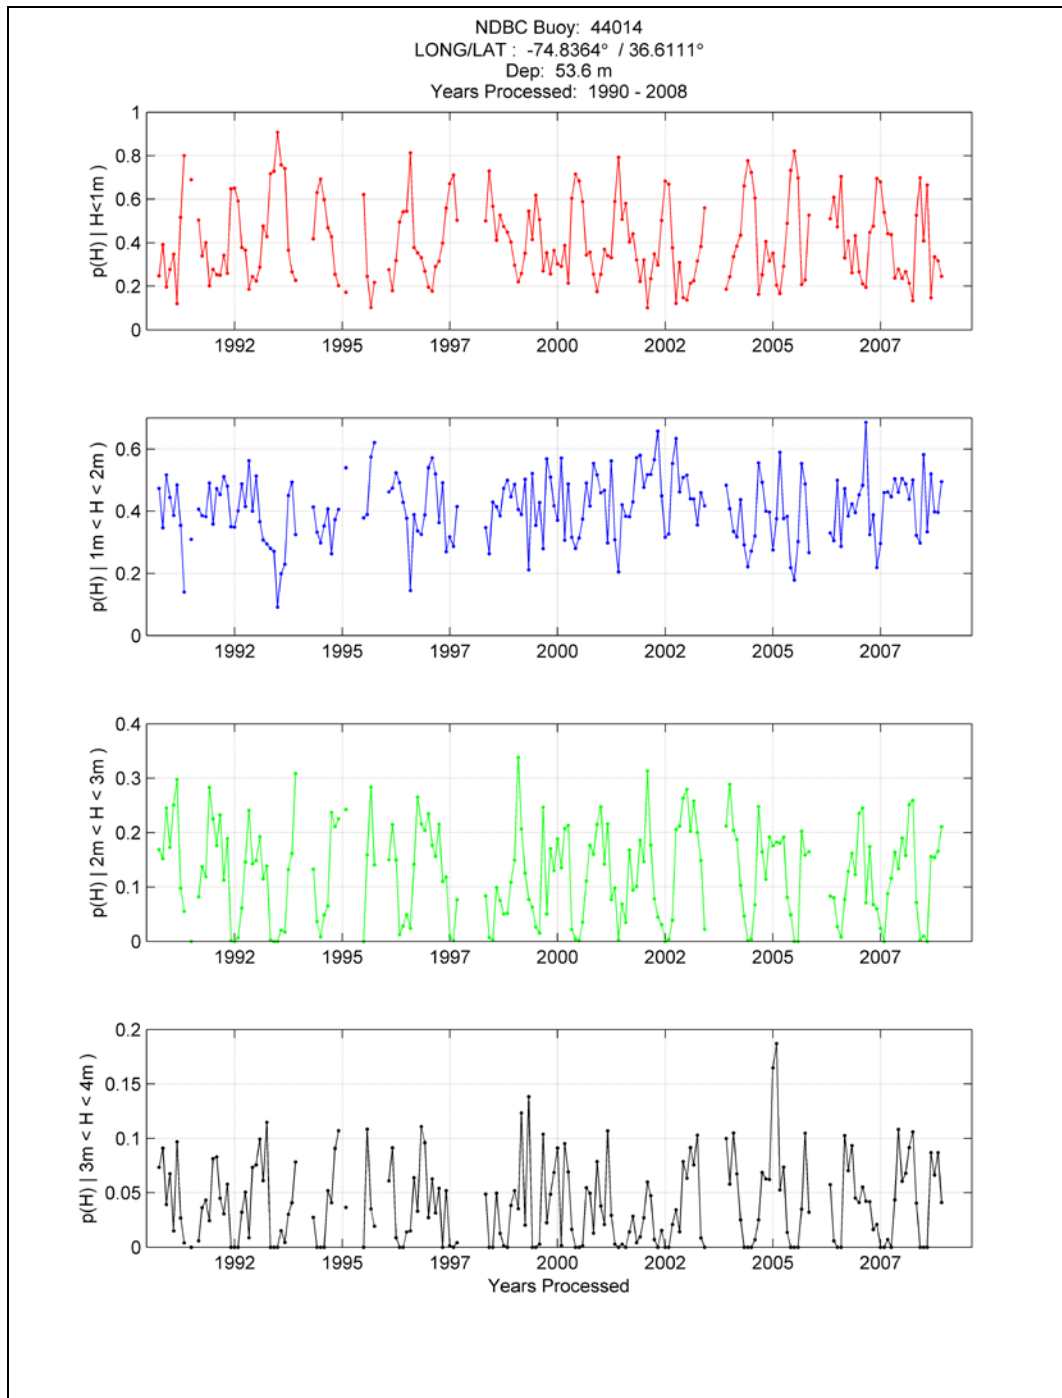 NDBC Buoy: 44014
LONG/LAT : -74.8364° / 36.6111°
Dep: 53.6 m
Years Processed: 1990 - 2008
p(H) | H<1m )
1
0.8
0.6
0.4
0.2
0
1992 1995 1997 2000 2002 2005 2007
p(H) | 1m < H < 2m )
0.6
0.4
0.2
0
1992 1995 1997 2000 2002 2005 2007
p(H) | 2m < H < 3m )
0.4
0.3
0.2
0.1
0
1992 1995 1997 2000 2002 2005 2007
p(H) | 3m < H < 4m )
0.2
0.15
0.1
0.05
0
1992 1995 1997 2000 2002 2005 2007
Years Processed